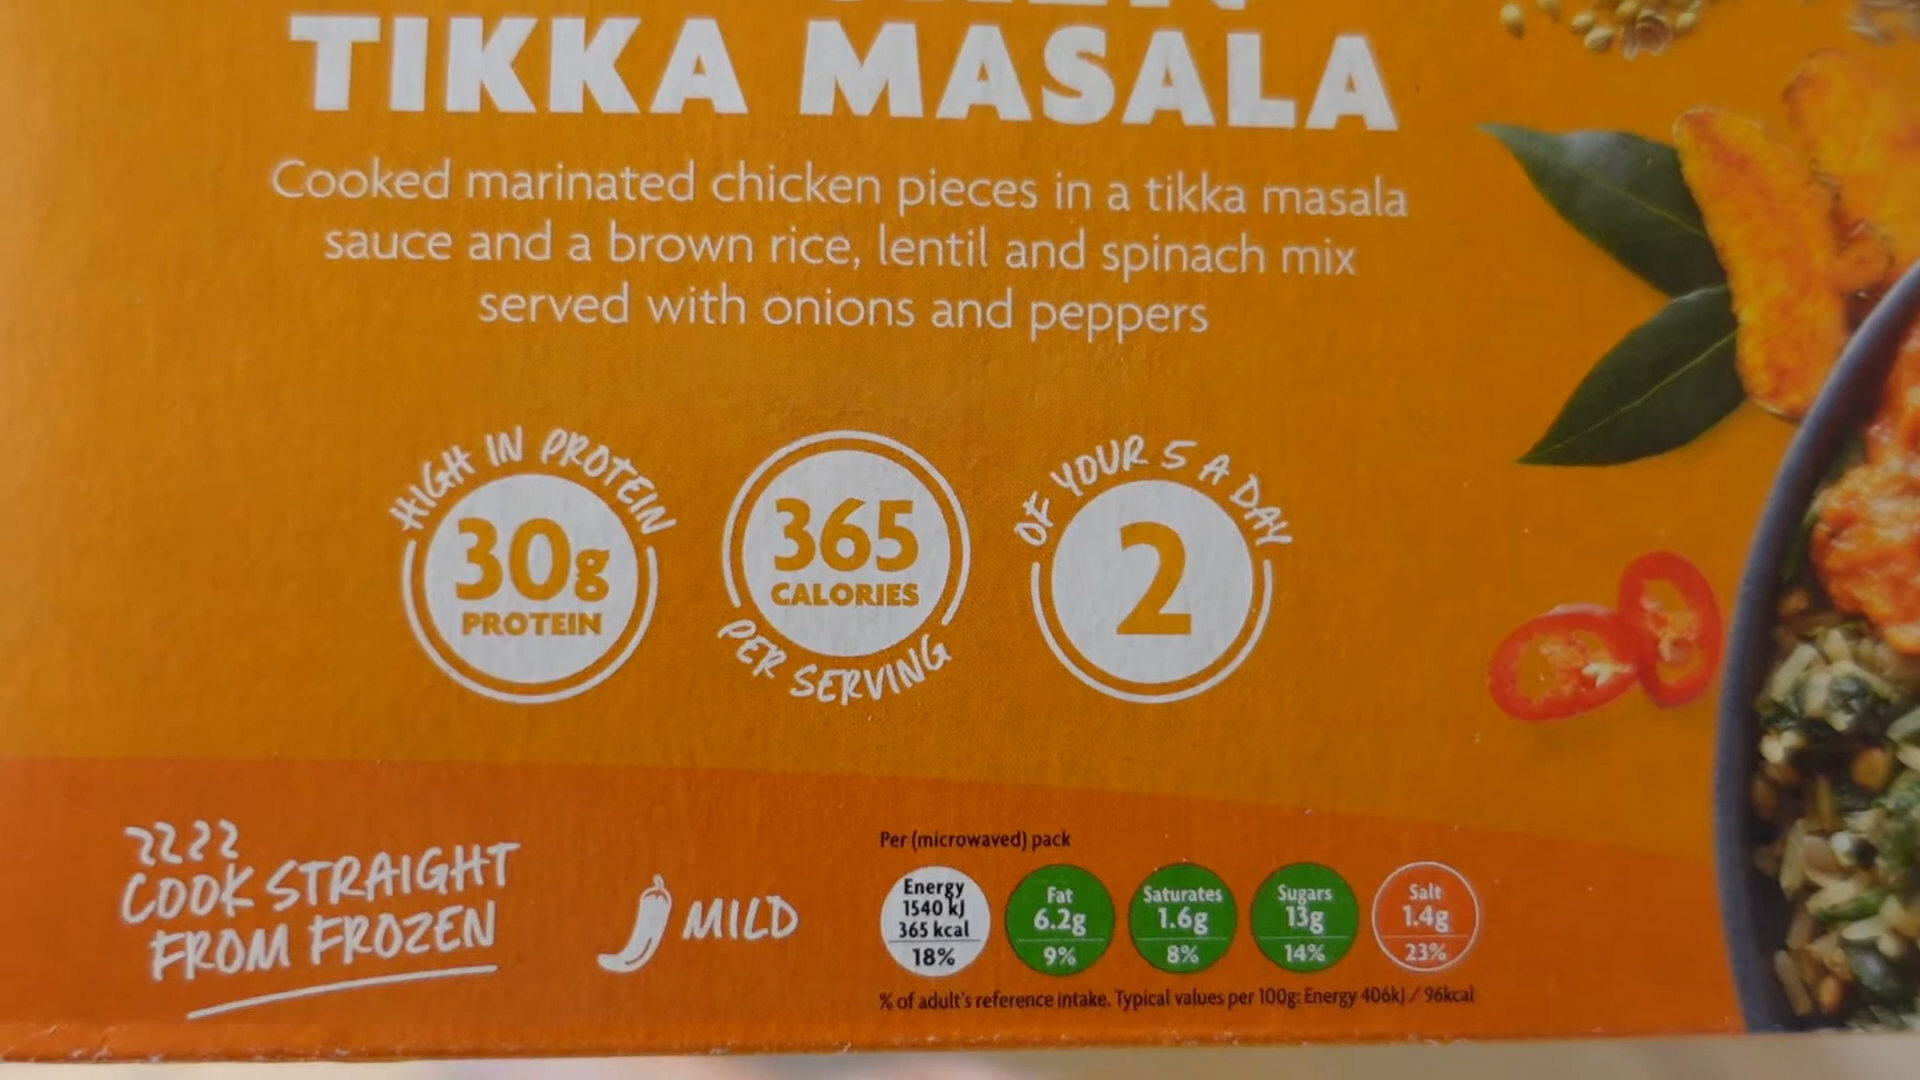 TIKKA MASALA
Cooked marinated chicken pieces in a tikka masala
sauce and a brown rice, lentil and spinach mix
served with onions and peppers
HIGH IN PROTEIN
30g
PROTEIN
365
CALORIES
PER SERVING
OF YOUR 5 A DAY
2
COOK STRAIGHT
FROM FROZEN
MILD
Per (microwaved) pack
Energy
1540 kJ
365 kcal
18%
Fat
6.2g
9%
Saturates
1.6g
8%
Sugars
13g
14%
Salt
1.4g
23%
% of adult's reference intake. Typical values per 100g: Energy 406kJ / 96kcal